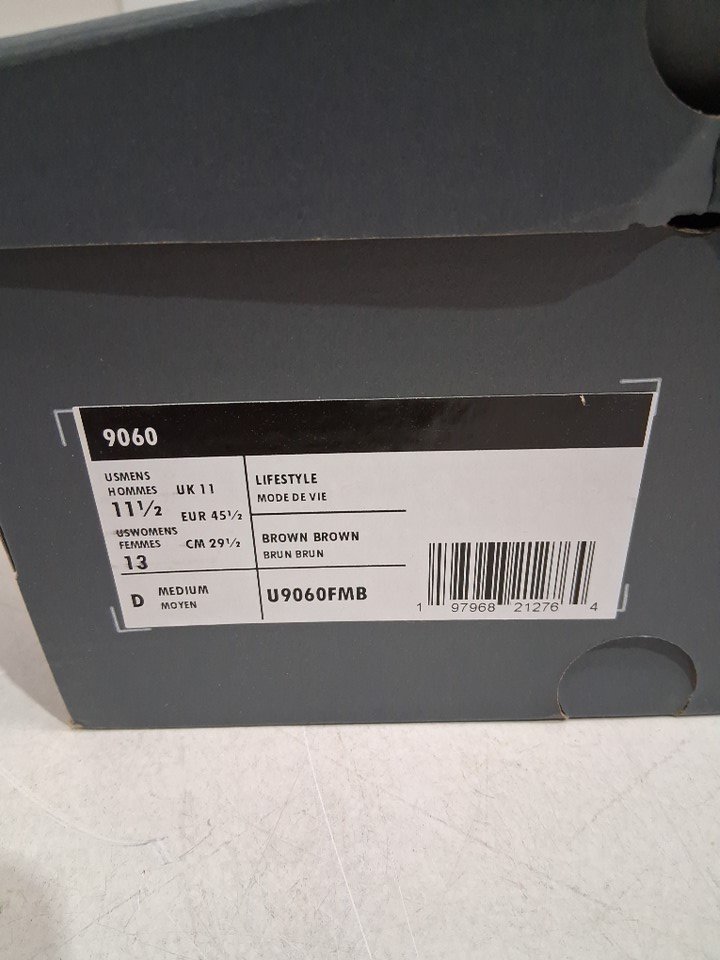 9060
USMENS
HOMMES
11½
UK 11
EUR 45½
USWOMENS
FEMMES
13
CM 29½
D
MEDIUM
MOYEN
LIFESTYLE
MODE DE VIE
BROWN BROWN
BRUN BRUN
U9060FMB
1 97968 21276 4